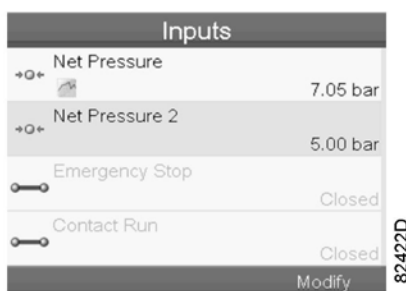 Inputs
Net Pressure
7.05 bar
Net Pressure 2
5.00 bar
Emergency Stop
Closed
Contact Run
Closed
Modify
82422D